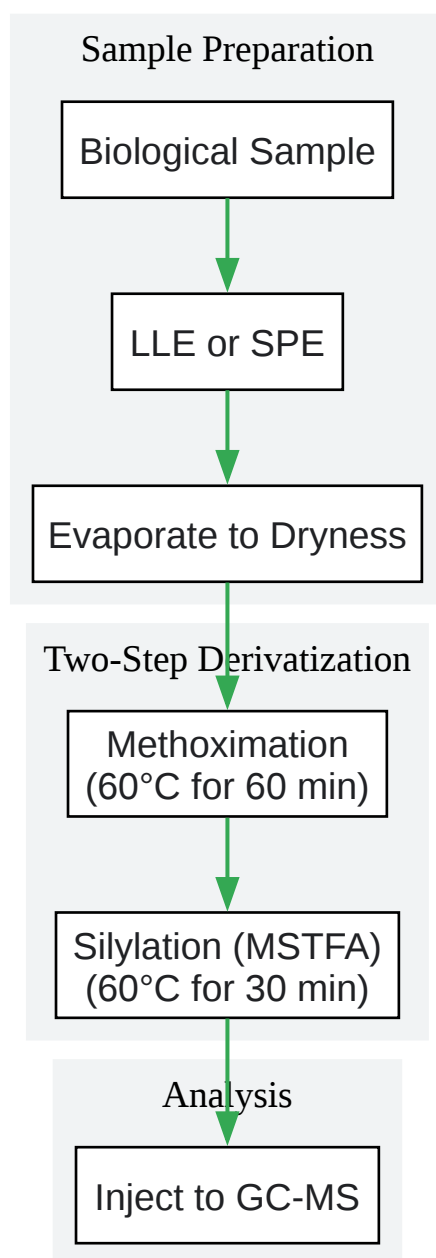 Sample Preparation
Biological Sample
LLE or SPE
Evaporate to Dryness
Two-Step Derivatization
Methoximation
(60°C for 60 min)
Silylation (MSTFA)
(60°C for 30 min)
Analysis
Inject to GC-MS